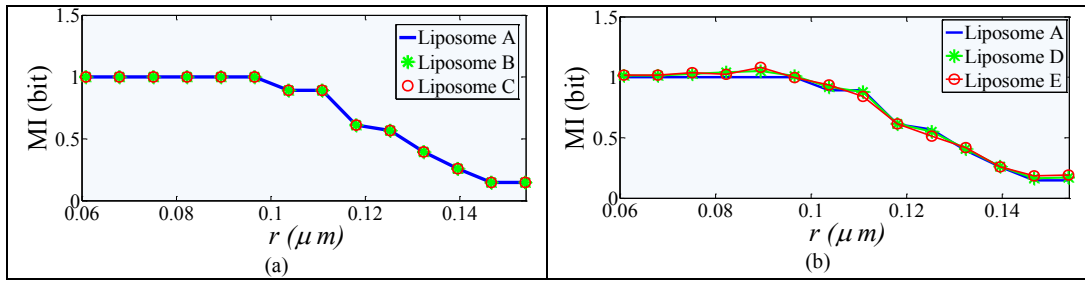 1.5
1
0.5
0
MI (bit)
Liposome A
Liposome B
Liposome C
0.06
0.08
0.1
0.12
0.14
r (μ m)
(a)
1.5
1
0.5
0
MI (bit)
Liposome A
Liposome D
Liposome E
0.06
0.08
0.1
0.12
0.14
r (μ m)
(b)